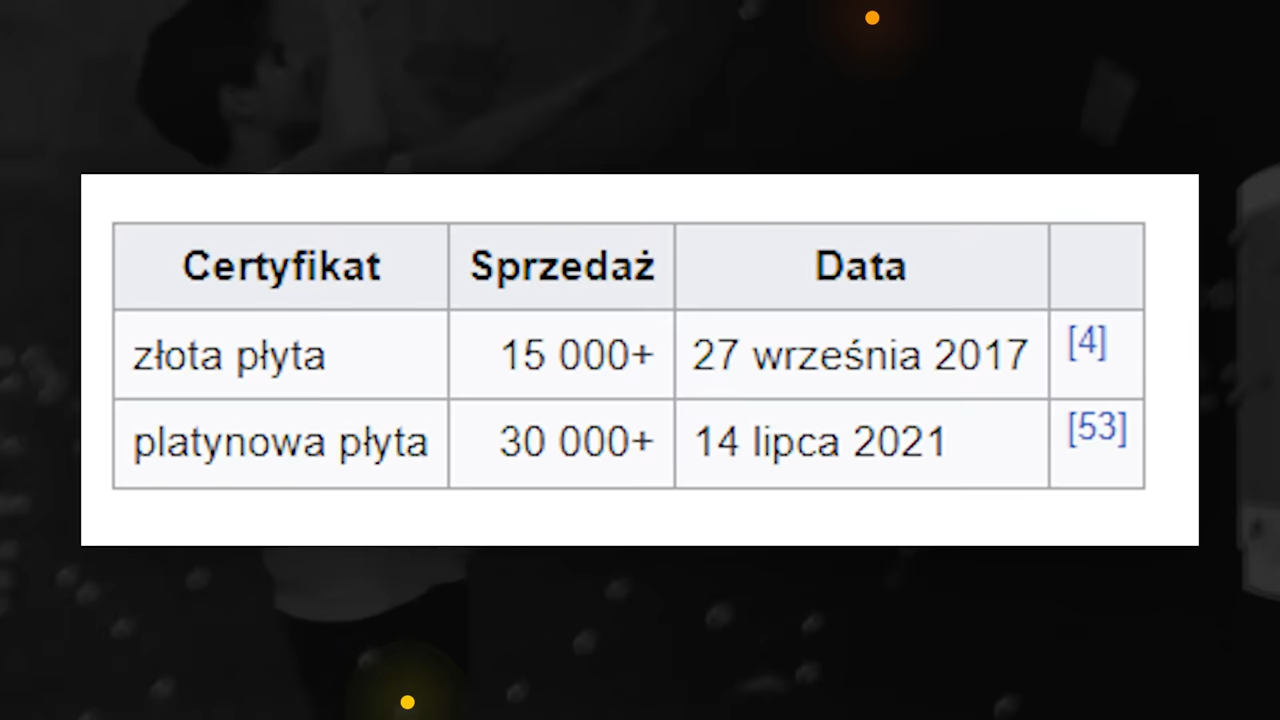 Certyfikat Sprzedaż Data
złota płyta 15 000+ 27 września 2017 [4]
platynowa płyta 30 000+ 14 lipca 2021 [53]